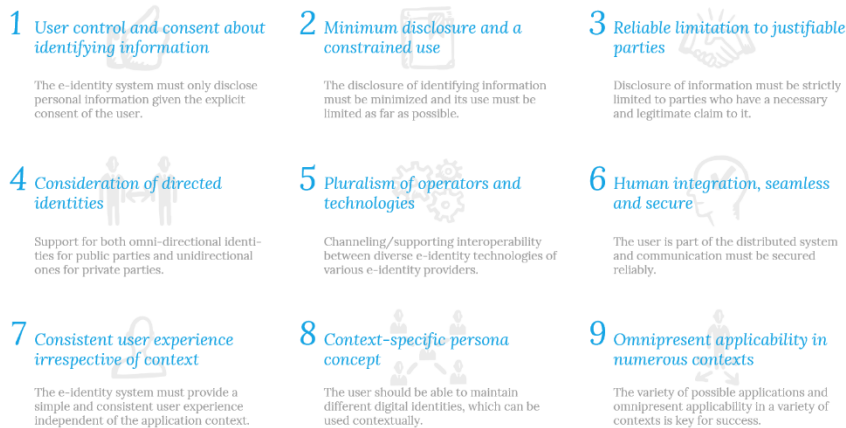 1 User control and consent about
identifying information
The e-identity system must only disclose
personal information given the explicit
consent of the user.
2 Minimum disclosure and a
constrained use
The disclosure of identifying information
must be minimized and its use must be
limited as far as possible.
3 Reliable limitation to justifiable
parties
Disclosure of information must be strictly
limited to parties who have a necessary
and legitimate claim to it.
4 Consideration of directed
identities
Support for both omni-directional identi-
ties for public parties and unidirectional
ones for private parties.
5 Pluralism of operators and
technologies
Channeling/supporting interoperability
between diverse e-identity technologies of
various e-identity providers.
6 Human integration, seamless
and secure
The user is part of the distributed system
and communication must be secured
reliably.
7 Consistent user experience
irrespective of context
The e-identity system must provide a
simple and consistent user experience
independent of the application context.
8 Context-specific persona
concept
The user should be able to maintain
different digital identities, which can be
used contextually.
9 Omnipresent applicability in
numerous contexts
The variety of possible applications and
omnipresent applicability in a variety of
contexts is key for success.